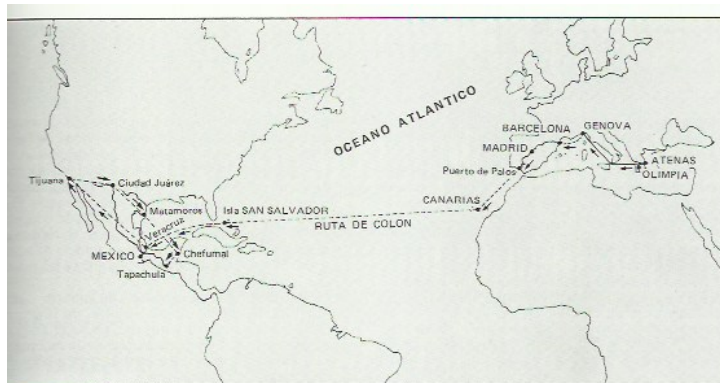 OCEANO ATLANTICO
BARCELONA
GENOVA
MADRID
ATENAS
Puerto de Palos
OLIMPIA
Tijuana
Ciudad Juárez
CANARIAS
Matamoros
Isla SAN SALVADOR
RUTA DE COLON
Veracruz
MEXICO
Chefumal
Tapachula